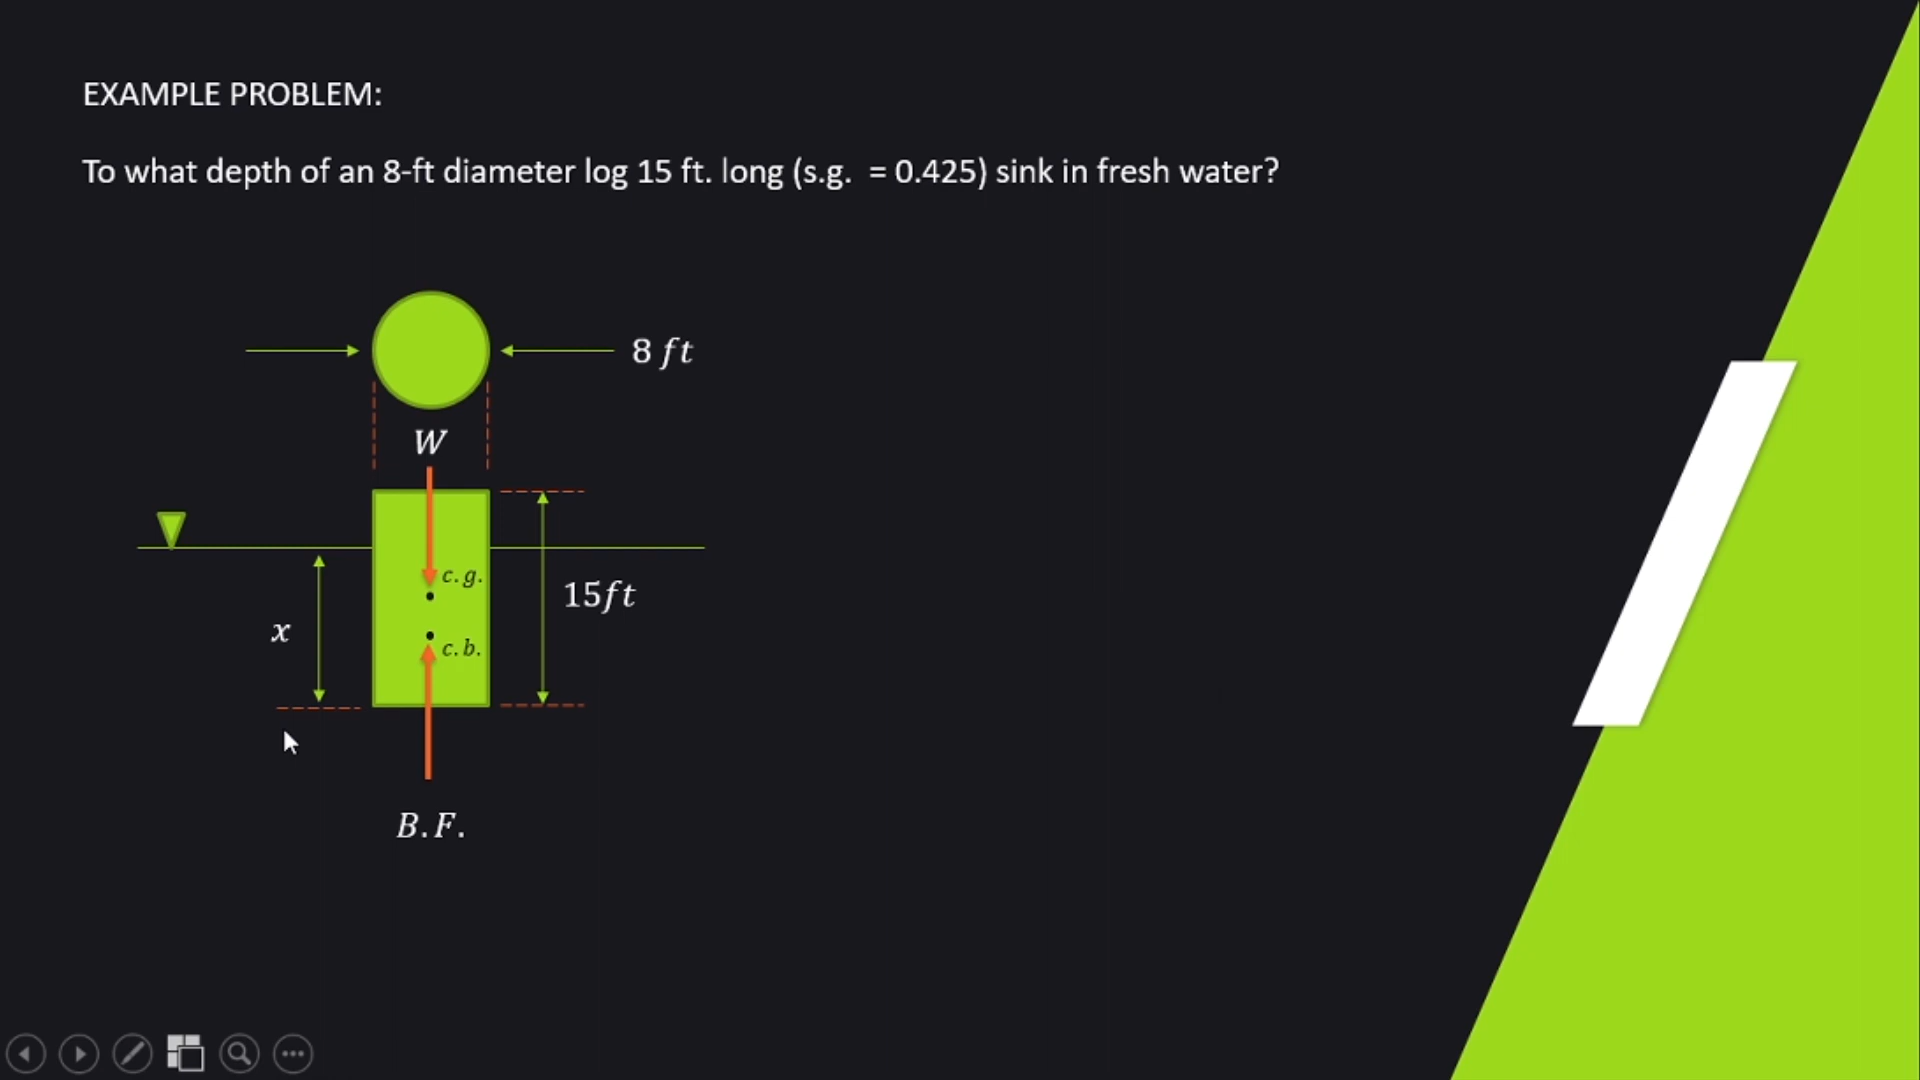 EXAMPLE PROBLEM:
To what depth of an 8-ft diameter log 15 ft. long (s.g. = 0.425) sink in fresh water?
8 ft
W
c.g.
15ft
x
c.b.
B.F.